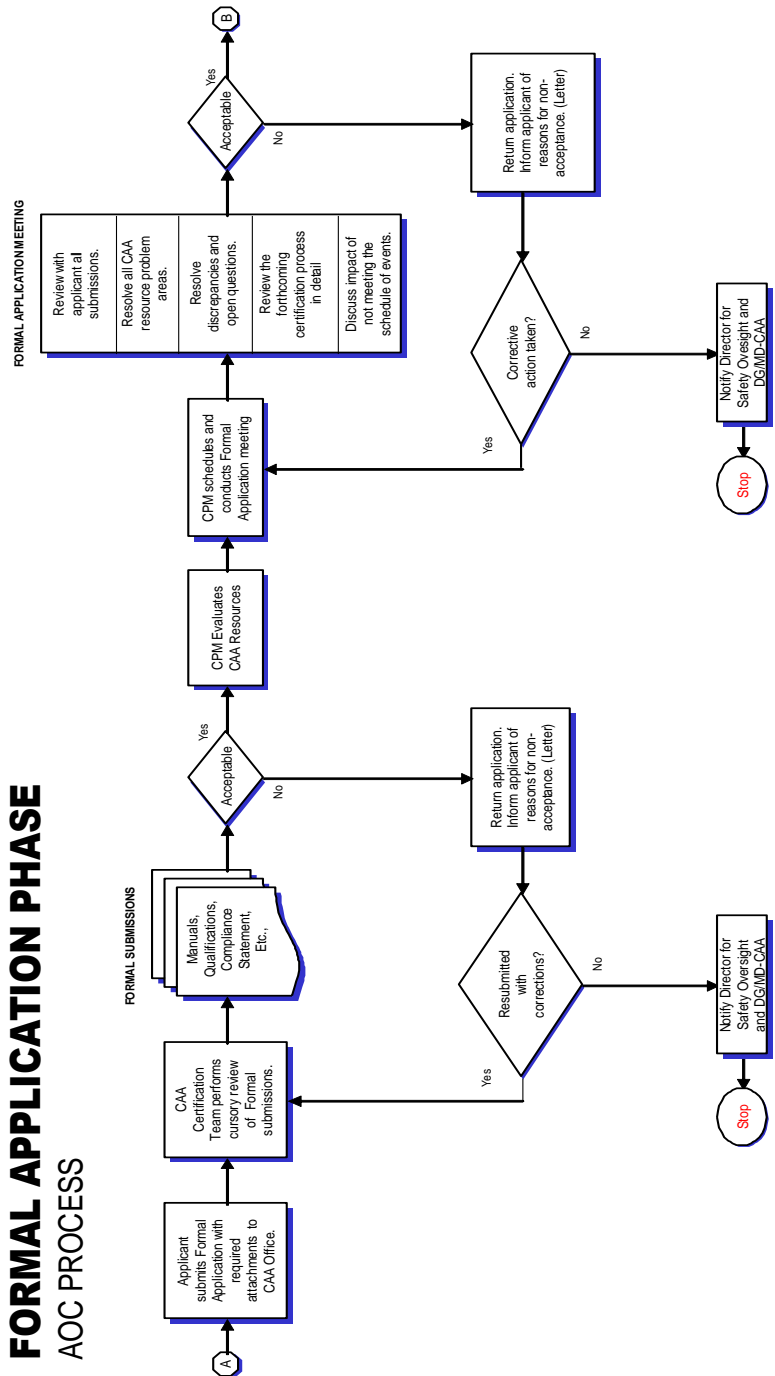 FORMAL APPLICATION PHASE
AOC PROCESS
A
Applicant
submits Formal
Application with
required
attachments to
CAA Office.
CAA
Certification
Team performs
cursory review
of Formal
submissions.
FORMAL SUBMISSIONS
Manuals,
Qualifications,
Compliance
Statement,
Etc.,
Acceptable
Yes
No
CPM Evaluates
CAA Resources
CPM schedules and
conducts Formal
Application meeting
FORMAL APPLICATION MEETING
Review with
applicant all
submissions.
Resolve all CAA
resource problem
areas.
Resolve
discrepancies and
open questions.
Review the
forthcoming
certification process
in detail
Discuss impact of
not meeting the
schedule of events.
Acceptable
Yes
B
No
Return application.
Inform applicant of
reasons for non-
acceptance. (Letter)
Resubmitted
with
corrections?
Yes
No
Notify Director for
Safety Oversight
and DG/MD-CAA
Stop
Return application.
Inform applicant of
reasons for non-
acceptance. (Letter)
Corrective
action taken?
Yes
No
Notify Director for
Safety Ovesight and
DG/MD-CAA
Stop